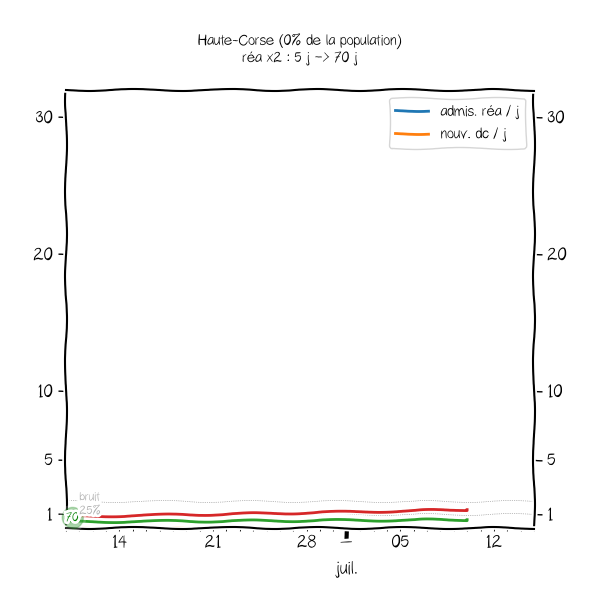 Haute-Corse (0% de la population)
réa x2 : 5 j -> 70 j
admis. réa / j
nouv. dc / j
30
30
20
20
10
10
5
5
bruit
25%
1
70
1
14
21
28
05
12
juil.